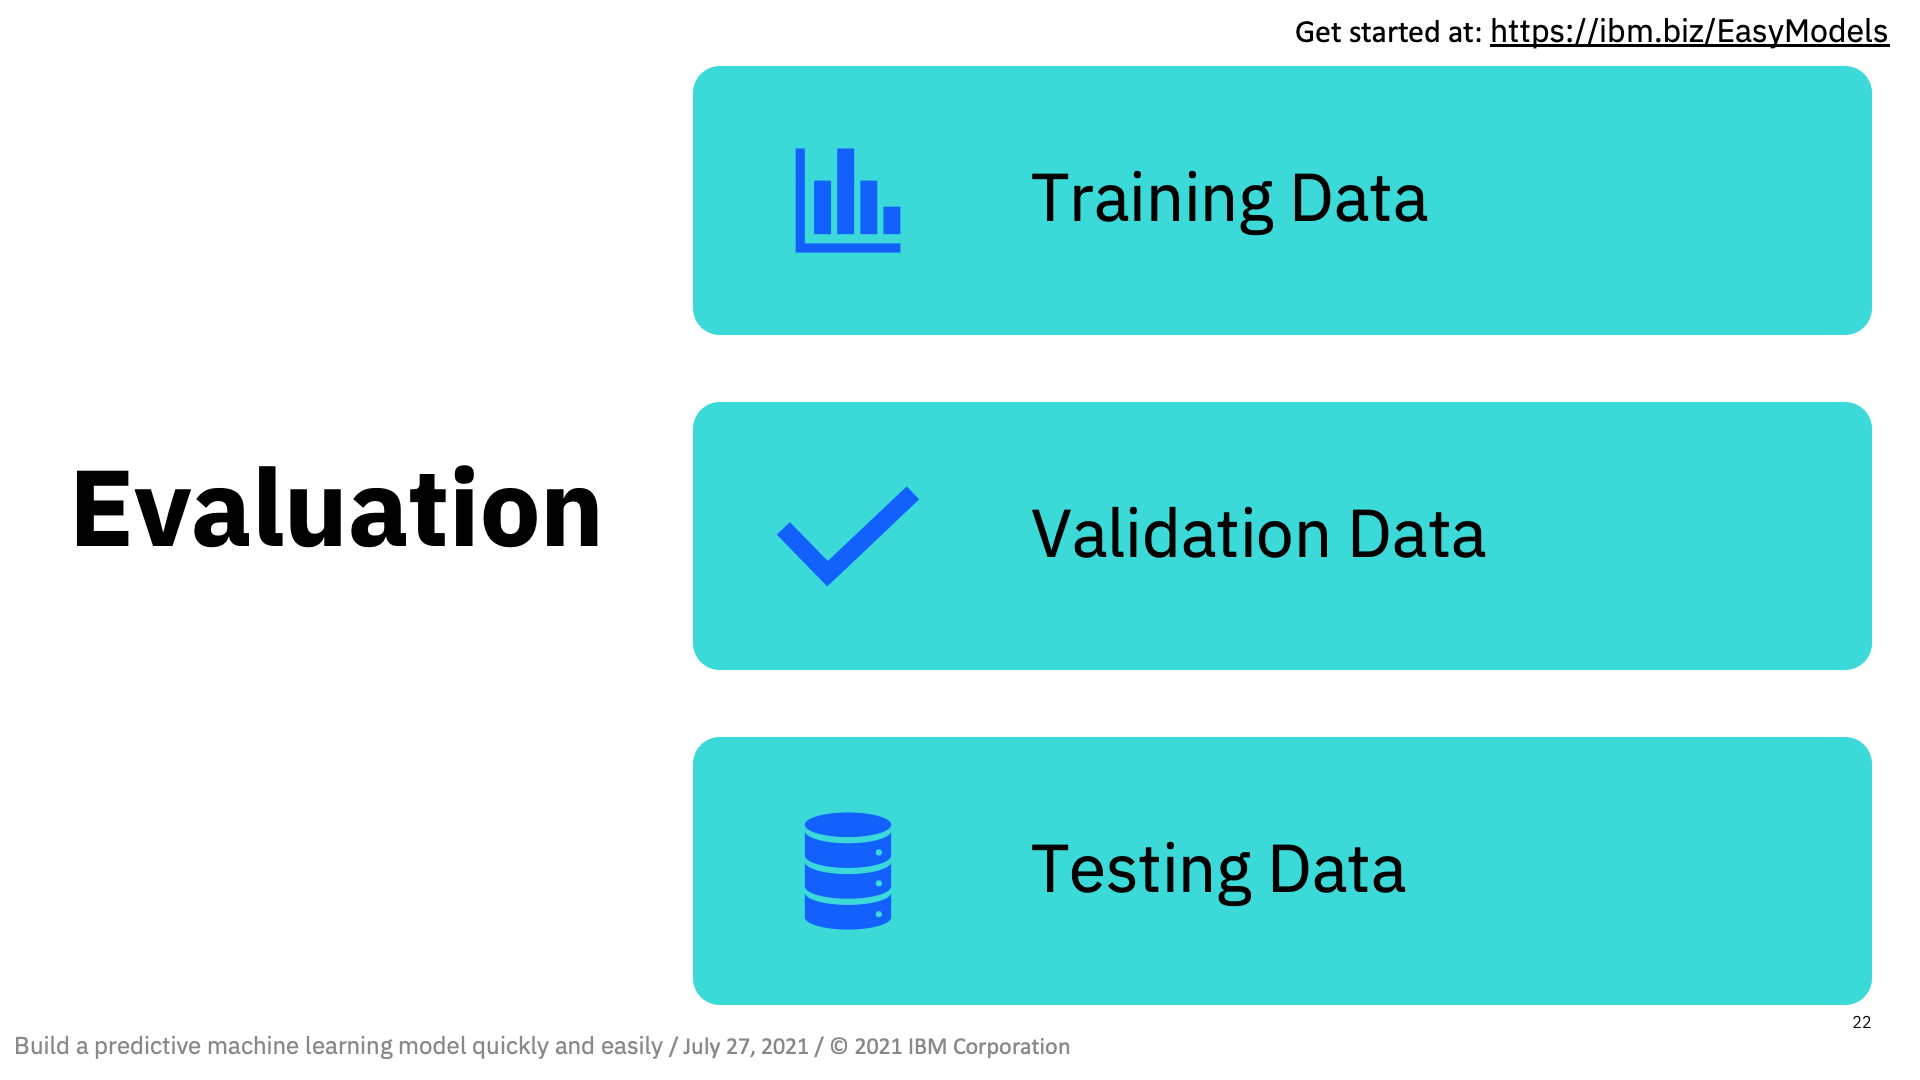 Get started at: https://ibm.biz/EasyModels
Evaluation
Training Data
Validation Data
Testing Data
22
Build a predictive machine learning model quickly and easily / July 27, 2021 / © 2021 IBM Corporation